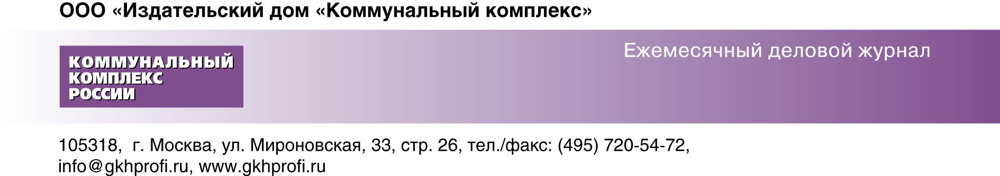 ООО «Издательский дом «Коммунальный комплекс»
Ежемесячный деловой журнал
КОММУНАЛЬНЫЙ
КОМПЛЕКС
РОССИИ
105318,  г. Москва, ул. Мироновская, 33, стр. 26, тел./факс: (495) 720-54-72,
info@gkhprofi.ru, www.gkhprofi.ru